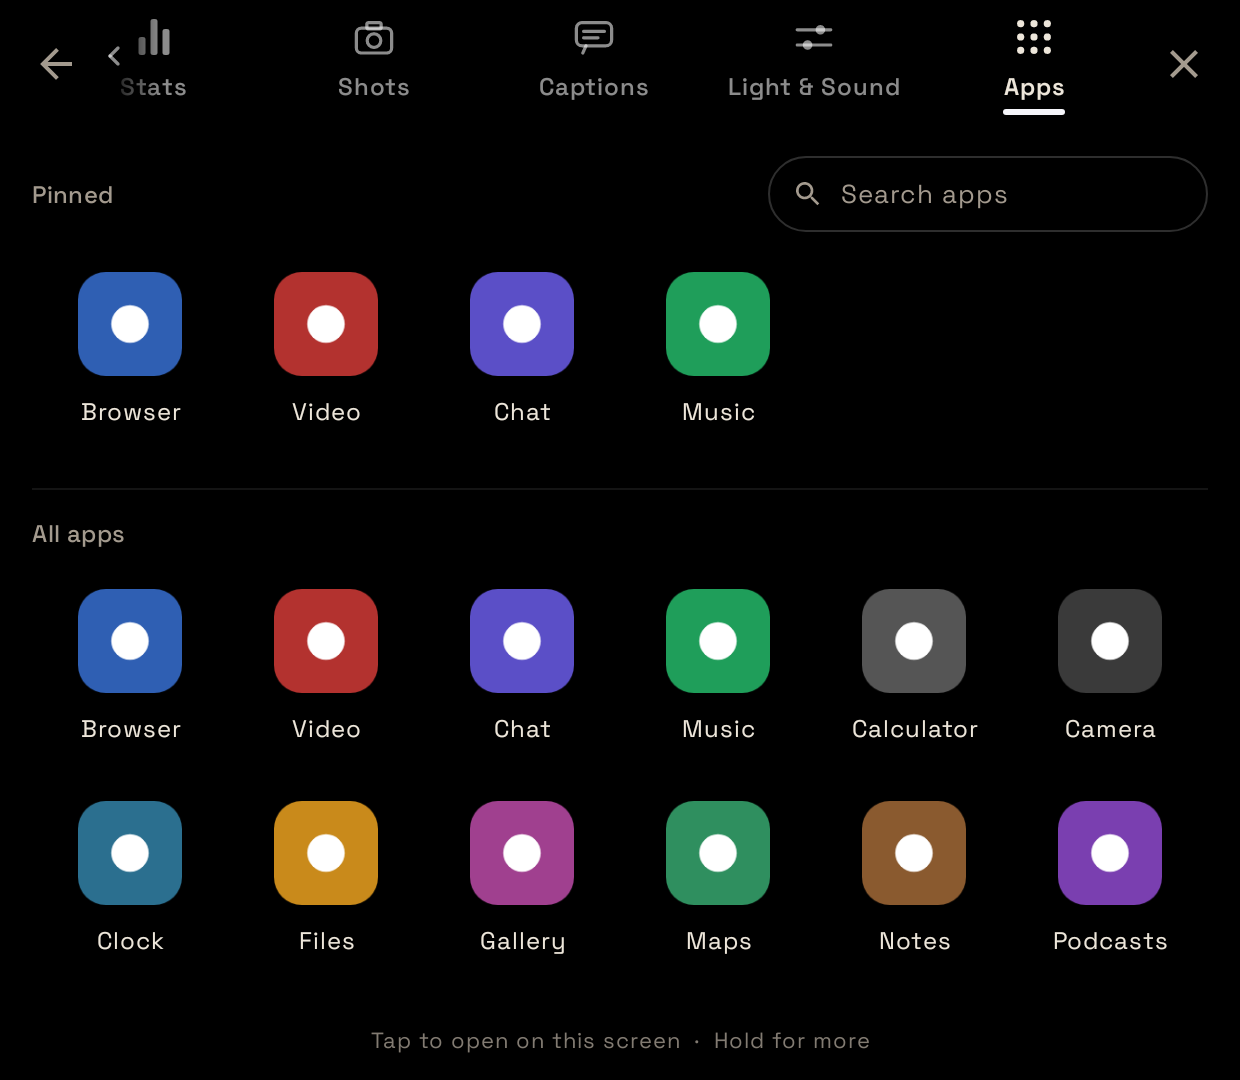 Stats
Shots
Captions
Light & Sound
Apps
Pinned
Search apps
Browser
Video
Chat
Music
All apps
Browser
Video
Chat
Music
Calculator
Camera
Clock
Files
Gallery
Maps
Notes
Podcasts
Tap to open on this screen · Hold for more